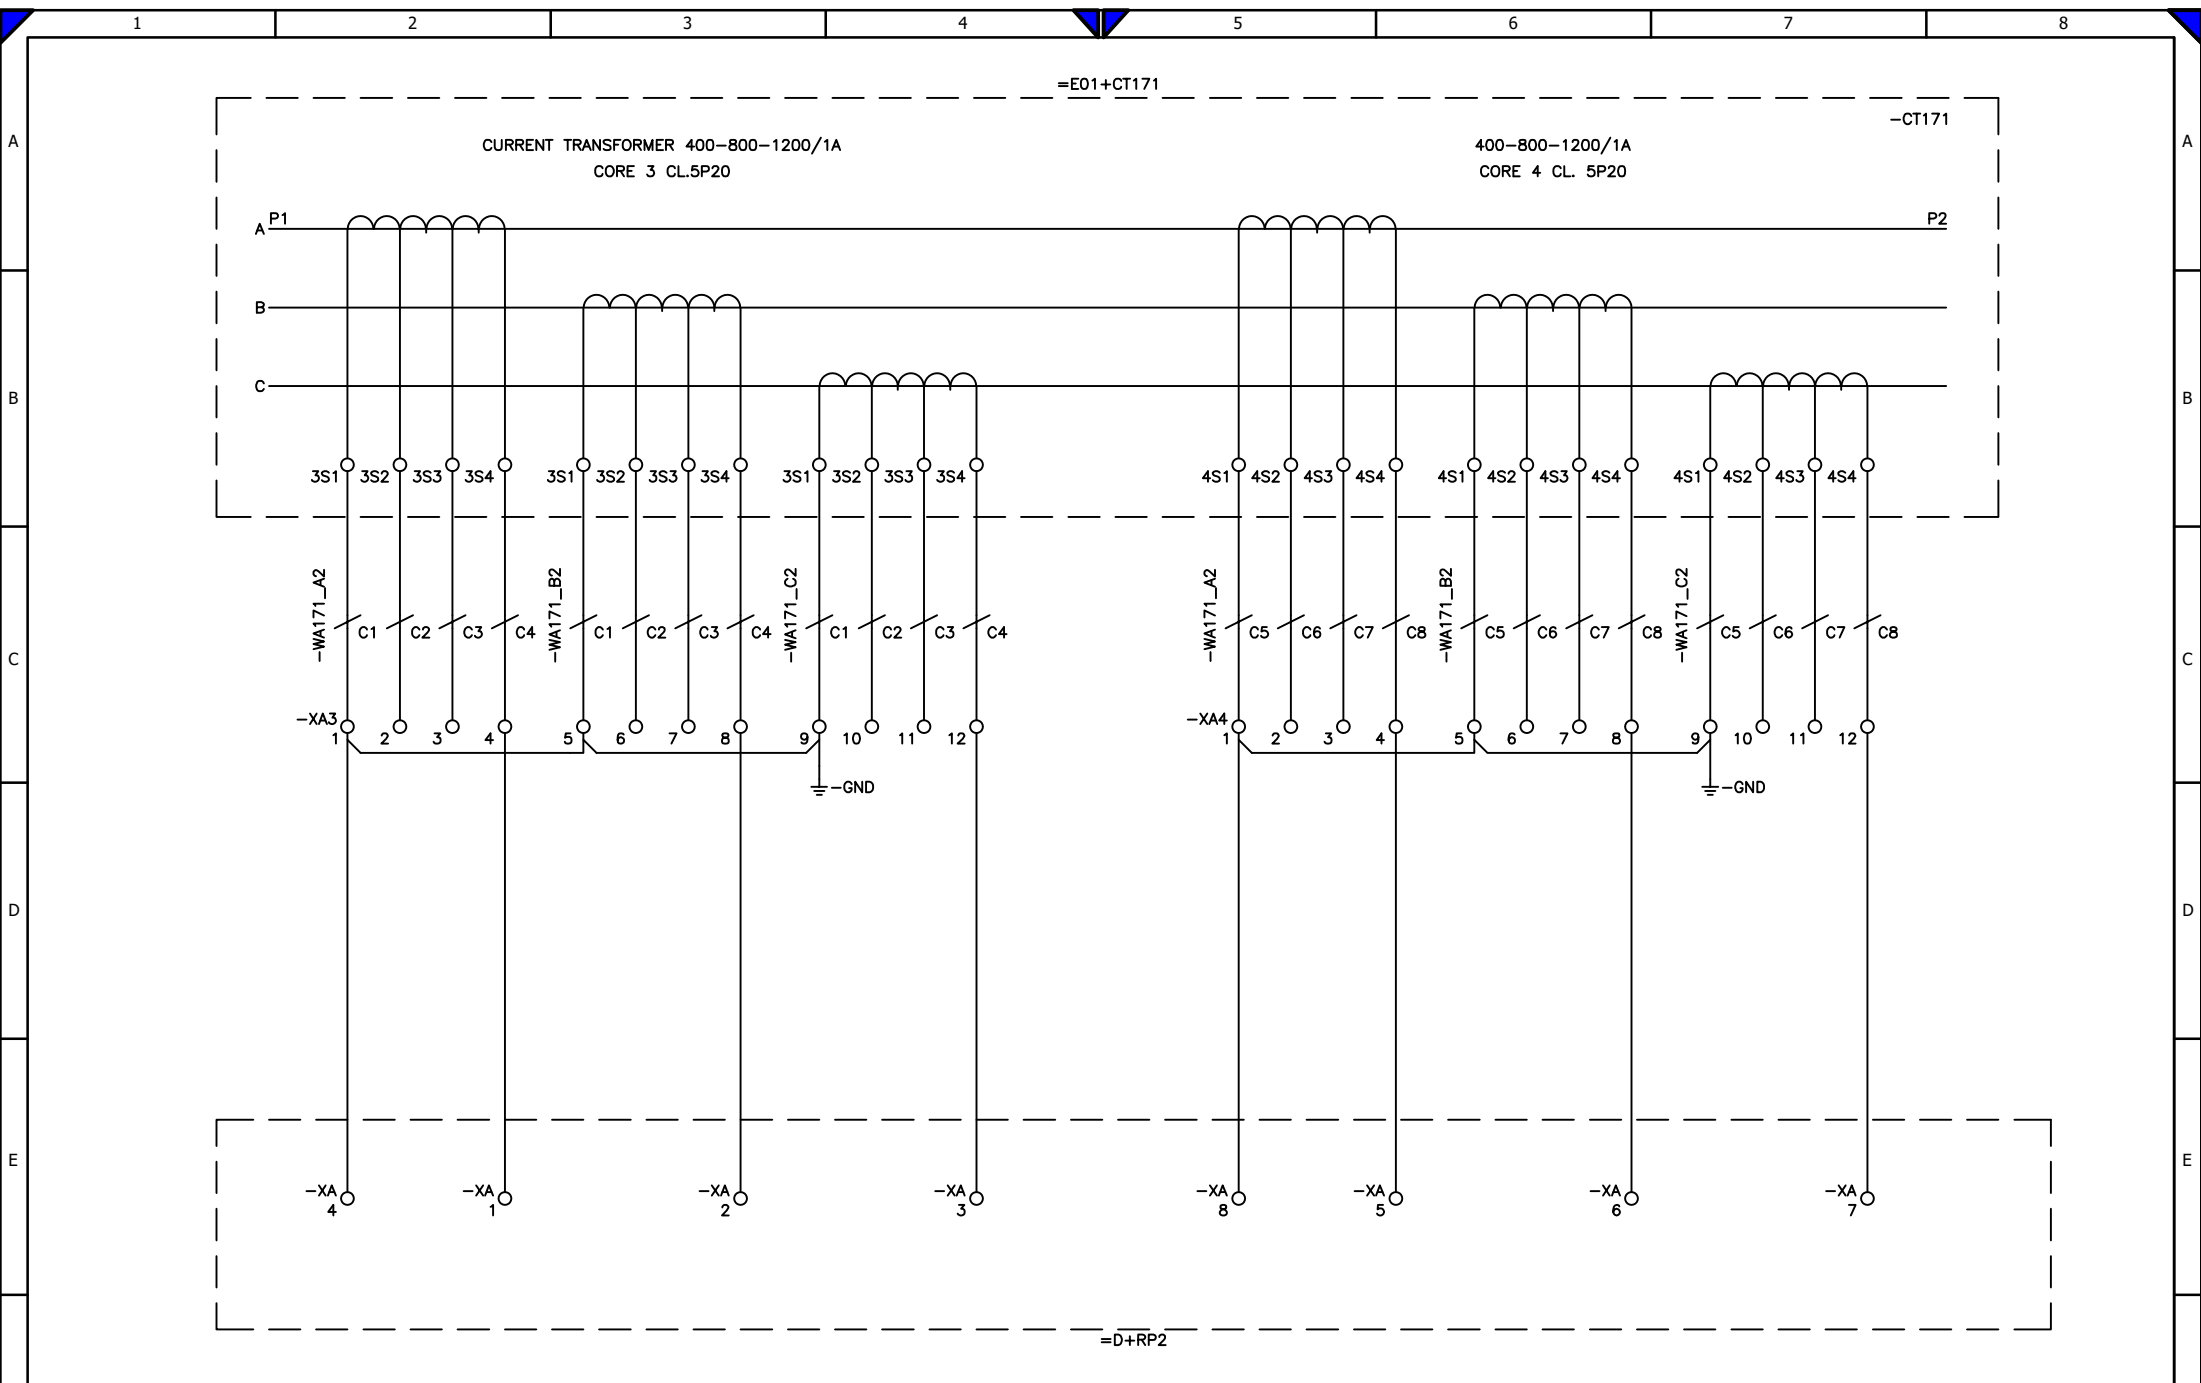 1 2 3 4 5 6 7 8
=E01+CT171
-CT171
A A
CURRENT TRANSFORMER 400-800-1200/1A 400-800-1200/1A
CORE 3 CL.5P20 CORE 4 CL. 5P20
P1 P2
A
B
C
B B
3S1 3S2 3S3 3S4 3S1 3S2 3S3 3S4 3S1 3S2 3S3 3S4 4S1 4S2 4S3 4S4 4S1 4S2 4S3 4S4 4S1 4S2 4S3 4S4
-WA171_A2 -WA171_B2 -WA171_C2 -WA171_A2 -WA171_B2 -WA171_C2
C1 C2 C3 C4 C1 C2 C3 C4 C1 C2 C3 C4 C5 C6 C7 C8 C5 C6 C7 C8 C5 C6 C7 C8
C C
-XA3 -XA4
1 2 3 4 5 6 7 8 9 10 11 12 1 2 3 4 5 6 7 8 9 10 11 12
-GND -GND
D D
E E
-XA -XA -XA -XA -XA -XA -XA -XA
4 1 2 3 8 5 6 7
=D+RP2